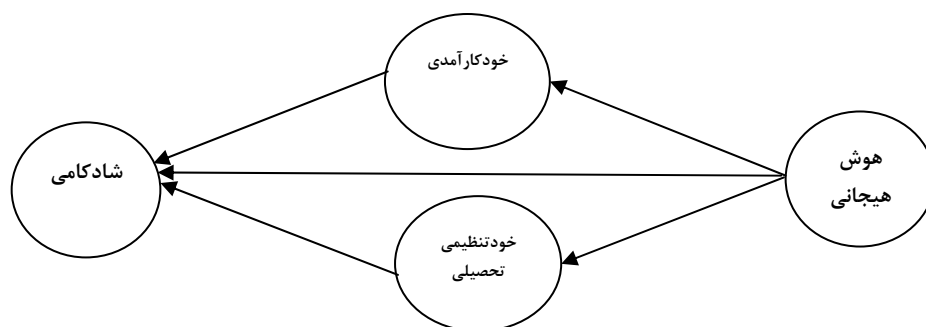 خودکارآمدی
هوش
هیجانی
شادکامی
خودتنظیمی
تحصیلی